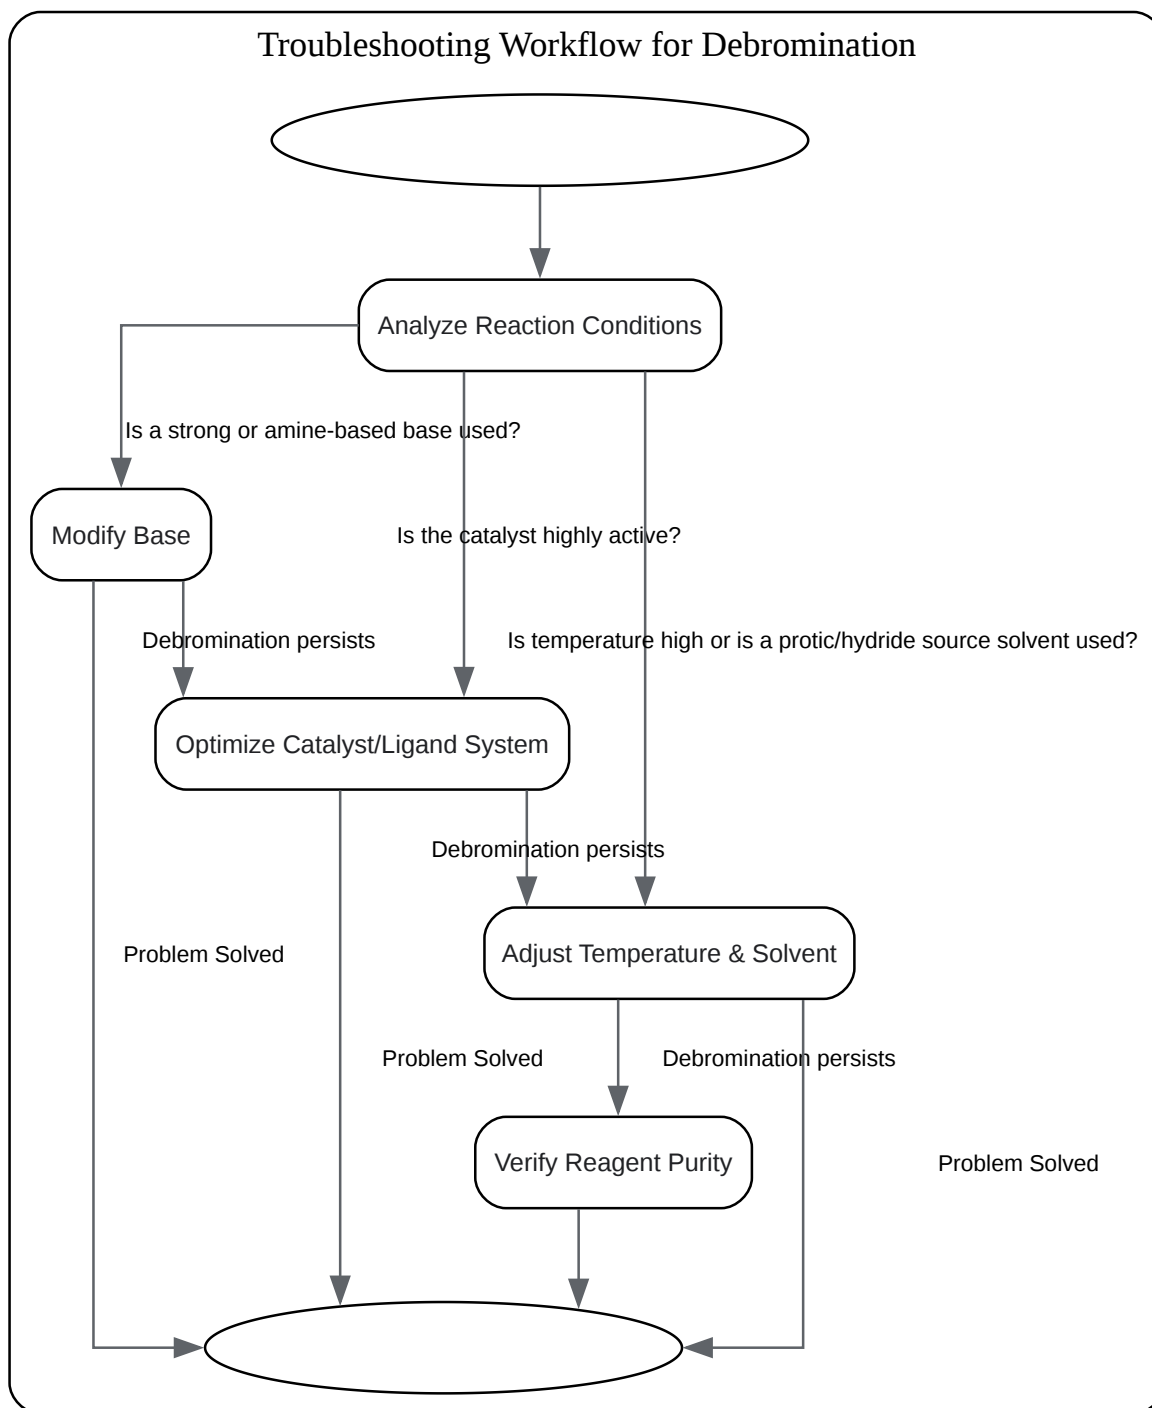 Troubleshooting Workflow for Debromination
Analyze Reaction Conditions
Is a strong or amine-based base used?
Modify Base
Is the catalyst highly active?
Debromination persists
Is temperature high or is a protic/hydride source solvent used?
Optimize Catalyst/Ligand System
Debromination persists
Problem Solved
Adjust Temperature & Solvent
Problem Solved
Debromination persists
Verify Reagent Purity
Problem Solved